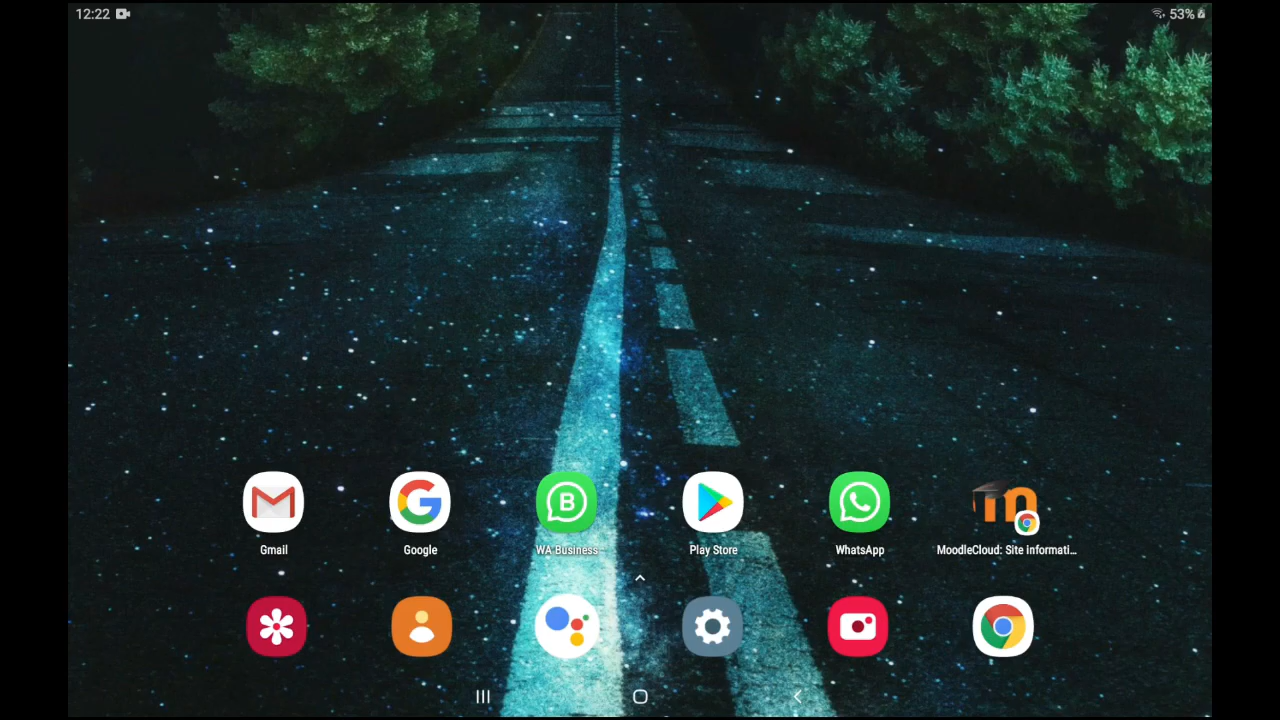 12:22
53%
Gmail
Google
WA Business
Play Store
WhatsApp
MoodleCloud: Site informati...